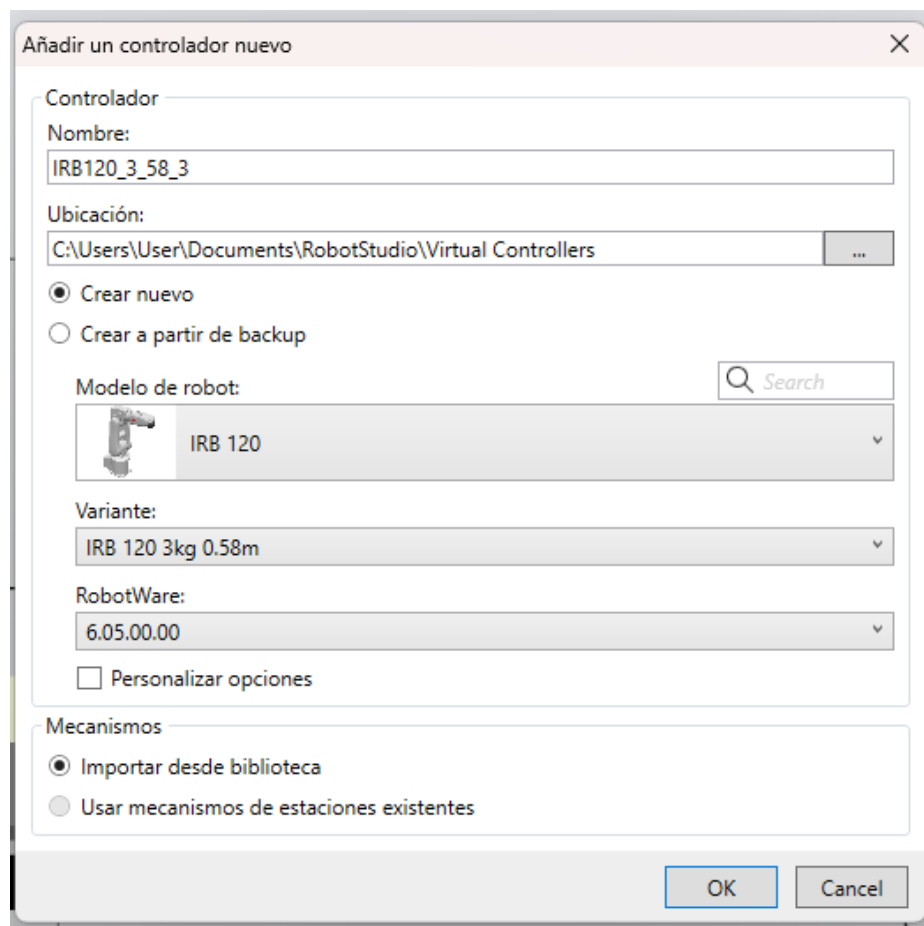 Añadir un controlador nuevo
Controlador
Nombre:
IRB120_3_58_3
Ubicación:
C:\Users\User\Documents\RobotStudio\Virtual Controllers
...
Crear nuevo
Crear a partir de backup
Modelo de robot:
Search
IRB 120
Variante:
IRB 120 3kg 0.58m
RobotWare:
6.05.00.00
Personalizar opciones
Mecanismos
Importar desde biblioteca
Usar mecanismos de estaciones existentes
OK
Cancel